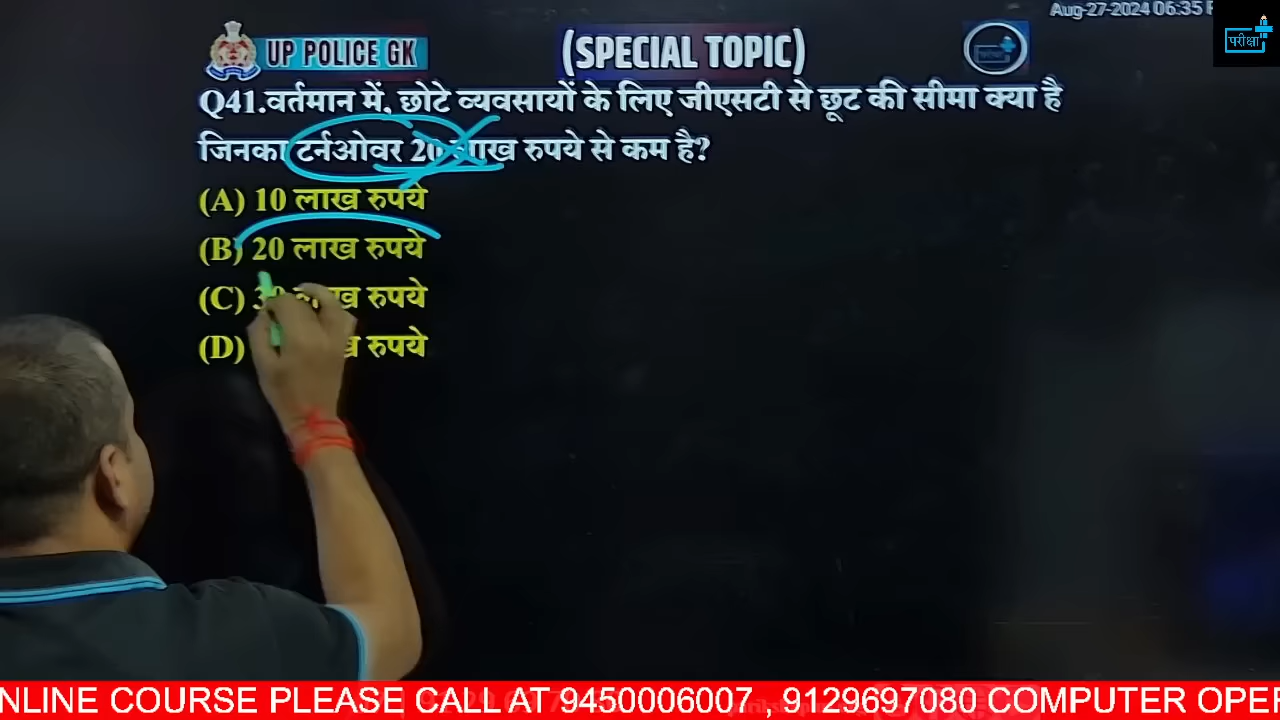 Aug-27-2024 06:35
परीक्षा
UP POLICE GK
(SPECIAL TOPIC)
Q41.वर्तमान में, छोटे व्यवसायों के लिए जीएसटी से छूट की सीमा क्या है
जिनका टर्नओवर 20 लाख रुपये से कम है?
(A) 10 लाख रुपये
(B) 20 लाख रुपये
(C) रुपये
(D) रुपये
NLINE COURSE PLEASE CALL AT 9450006007 , 9129697080 COMPUTER OPER